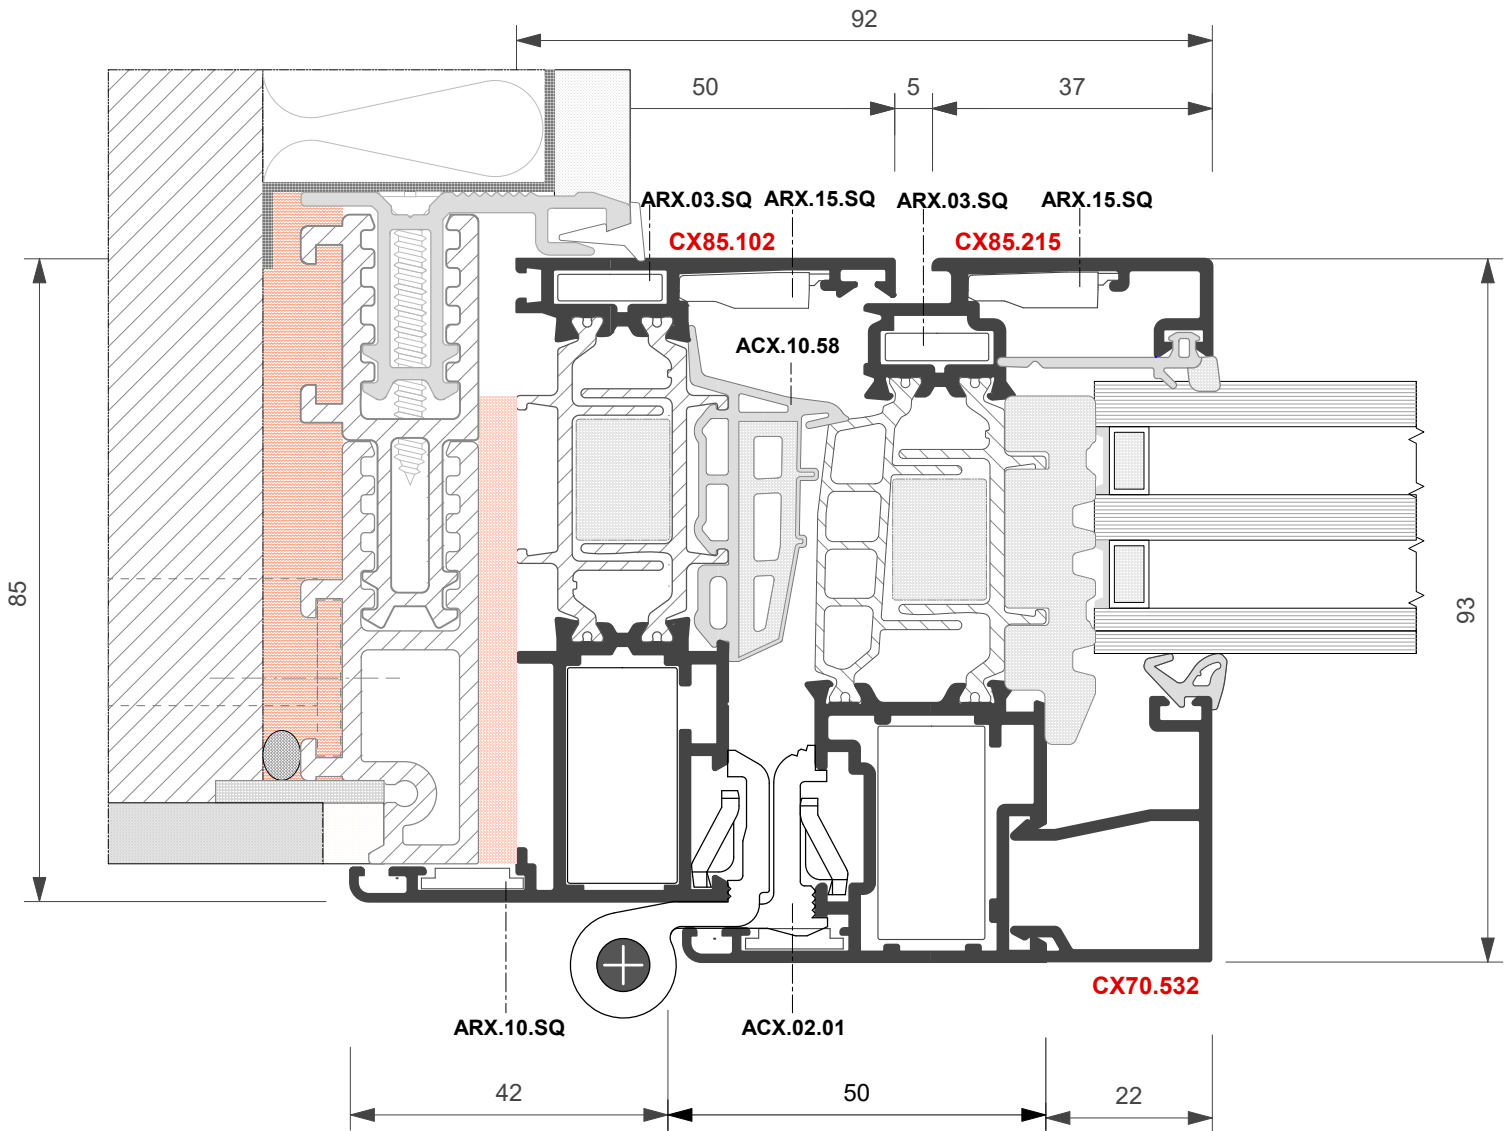 92
50 5 37
ARX.03.SQ ARX.15.SQ ARX.03.SQ ARX.15.SQ
CX85.102 CX85.215
ACX.10.58
85
93
CX70.532
ARX.10.SQ ACX.02.01
42 50 22